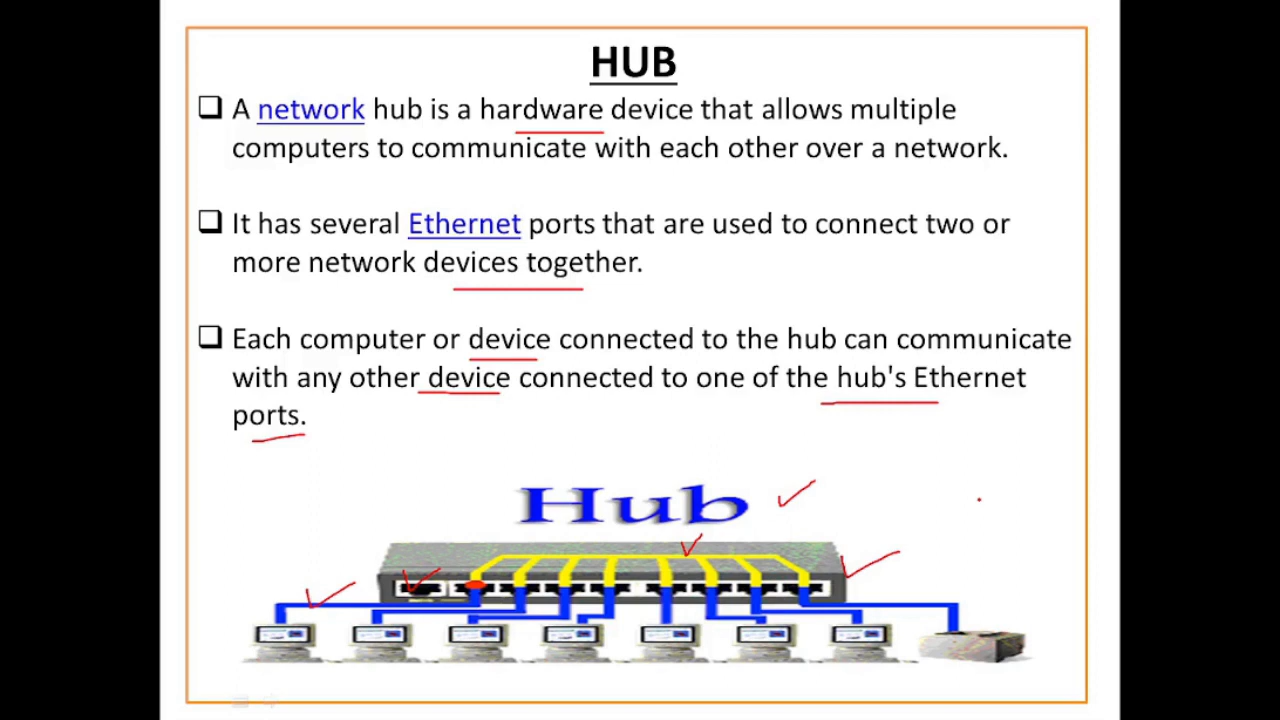 HUB
❑ A network hub is a hardware device that allows multiple
computers to communicate with each other over a network.
❑ It has several Ethernet ports that are used to connect two or
more network devices together.
❑ Each computer or device connected to the hub can communicate
with any other device connected to one of the hub's Ethernet
ports.
Hub